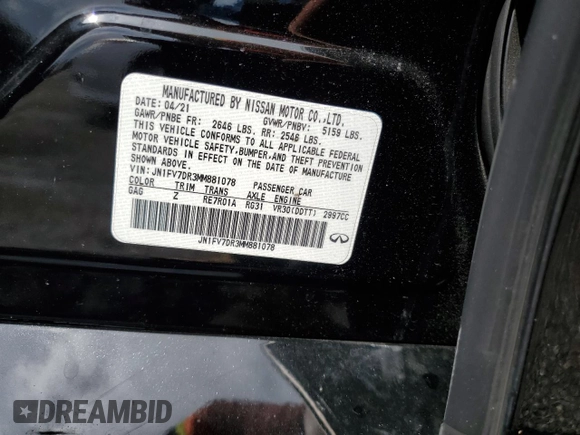 MANUFACTURED BY NISSAN MOTOR CO.,LTD.
DATE: 04/21 GVWR/PNBV: 5159 LBS.
GAWR/PNBE FR: 2646 LBS. RR: 2546 LBS.
THIS VEHICLE CONFORMS TO ALL APPLICABLE FEDERAL
MOTOR VEHICLE SAFETY,BUMPER,AND THEFT PREVENTION
STANDARDS IN EFFECT ON THE DATE OF MANUFACTURE
SHOWN ABOVE.
VIN: JN1FV7DR3MM881078 PASSENGER CAR
COLOR TRIM TRANS AXLE ENGINE
GAG Z RE7R01A RG31 VR30(DDTT) 2997CC
INFINITI
JN1FV7DR3MM881078
DREAMBID